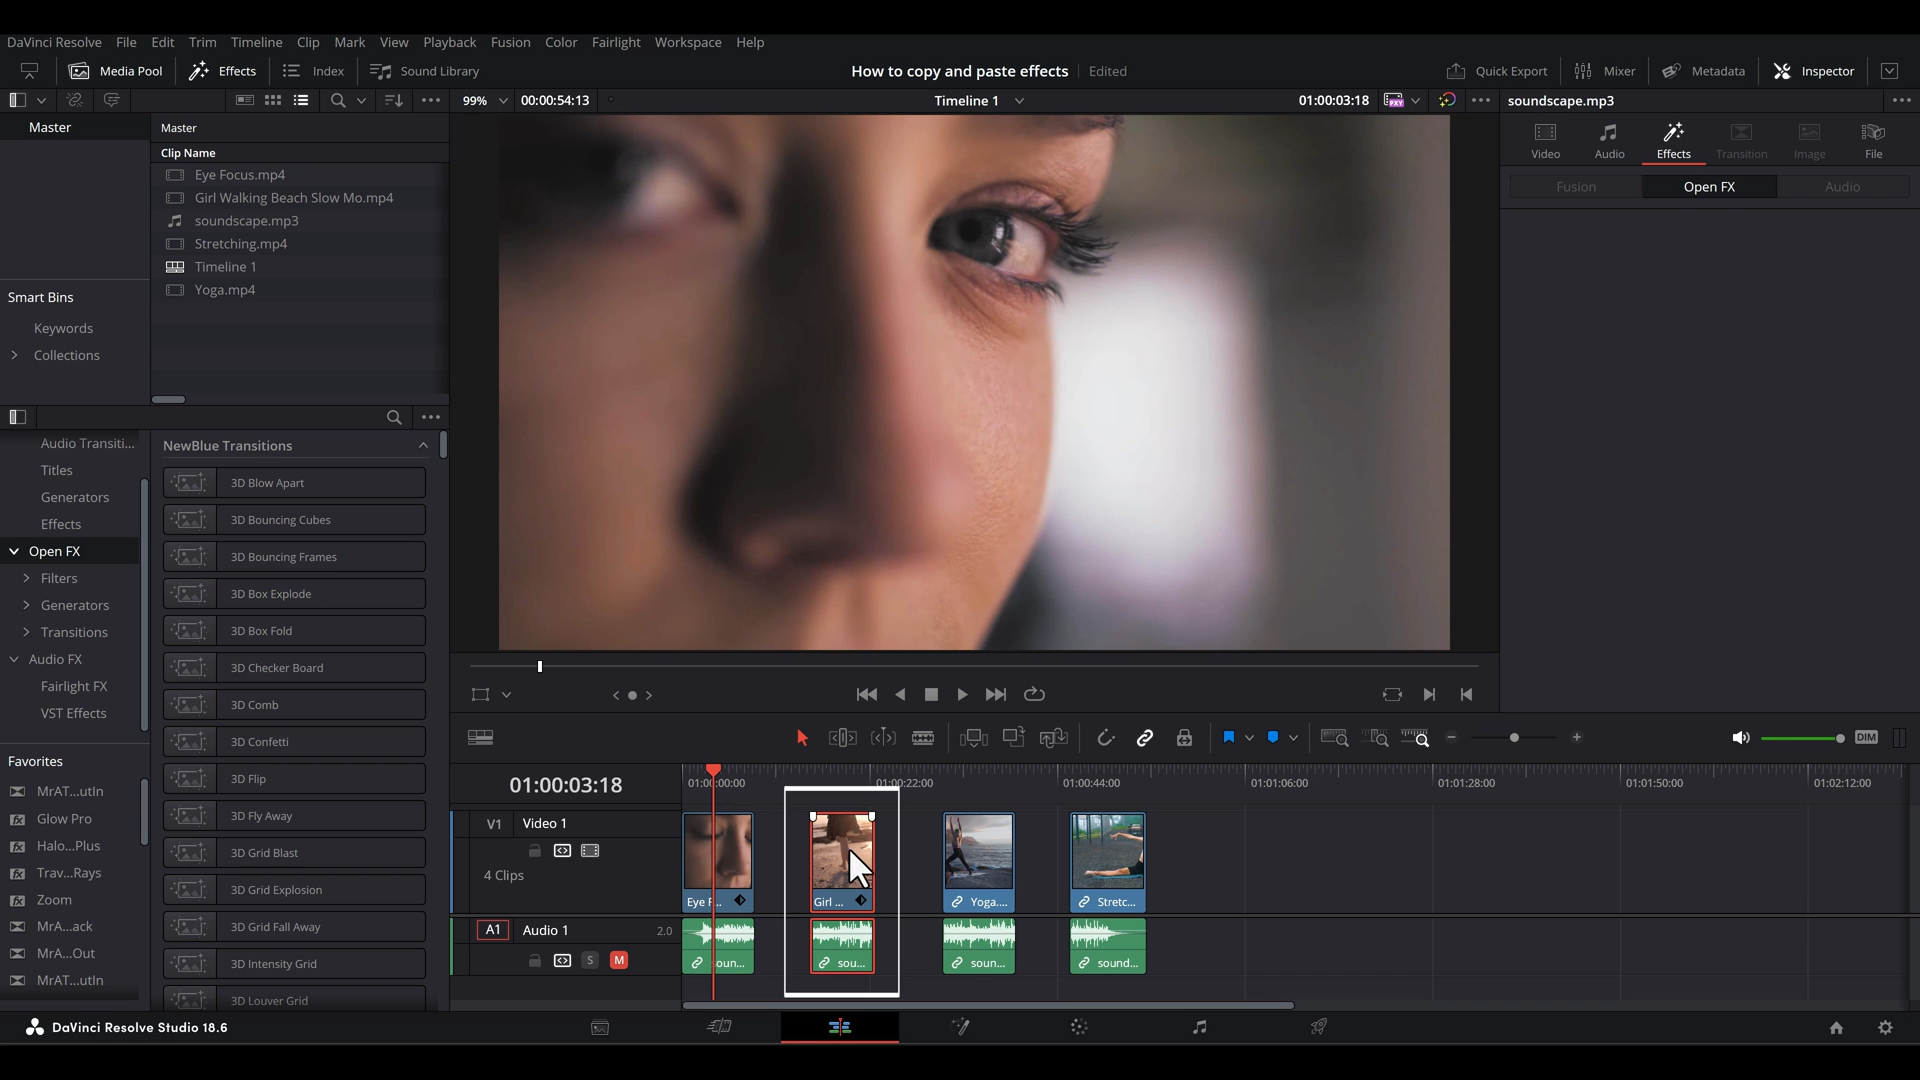 DaVinci Resolve File Edit Trim Timeline Clip Mark View Playback Fusion Color Fairlight Workspace Help
Media Pool Effects Index Sound Library How to copy and paste effects Edited Quick Export Mixer Metadata Inspector
99% 00:00:54:13 Timeline 1 01:00:03:18 PXY soundscape.mp3
Master
Master
Clip Name
Eye Focus.mp4
Girl Walking Beach Slow Mo.mp4
soundscape.mp3
Stretching.mp4
Timeline 1
Yoga.mp4
Smart Bins
Keywords
Collections
Video Audio Effects Transition Image File
Fusion Open FX Audio
Audio Transiti...
Titles
Generators
Effects
Open FX
Filters
Generators
Transitions
Audio FX
Fairlight FX
VST Effects
Favorites
MrAT...utIn
Glow Pro
Halo...Plus
Trav...Rays
Zoom
MrA...ack
MrA...Out
MrAT...utIn
NewBlue Transitions
3D Blow Apart
3D Bouncing Cubes
3D Bouncing Frames
3D Box Explode
3D Box Fold
3D Checker Board
3D Comb
3D Confetti
3D Flip
3D Fly Away
3D Grid Blast
3D Grid Explosion
3D Grid Fall Away
3D Intensity Grid
3D Louver Grid
DIM
01:00:03:18
01:00:00:00 01:00:22:00 01:00:44:00 01:01:06:00 01:01:28:00 01:01:50:00 01:02:12:00
V1 Video 1
4 Clips
Eye F... Girl ... Yoga.... Stretc...
A1 Audio 1 2.0
S M
oun... sou... soun... sound...
DaVinci Resolve Studio 18.6